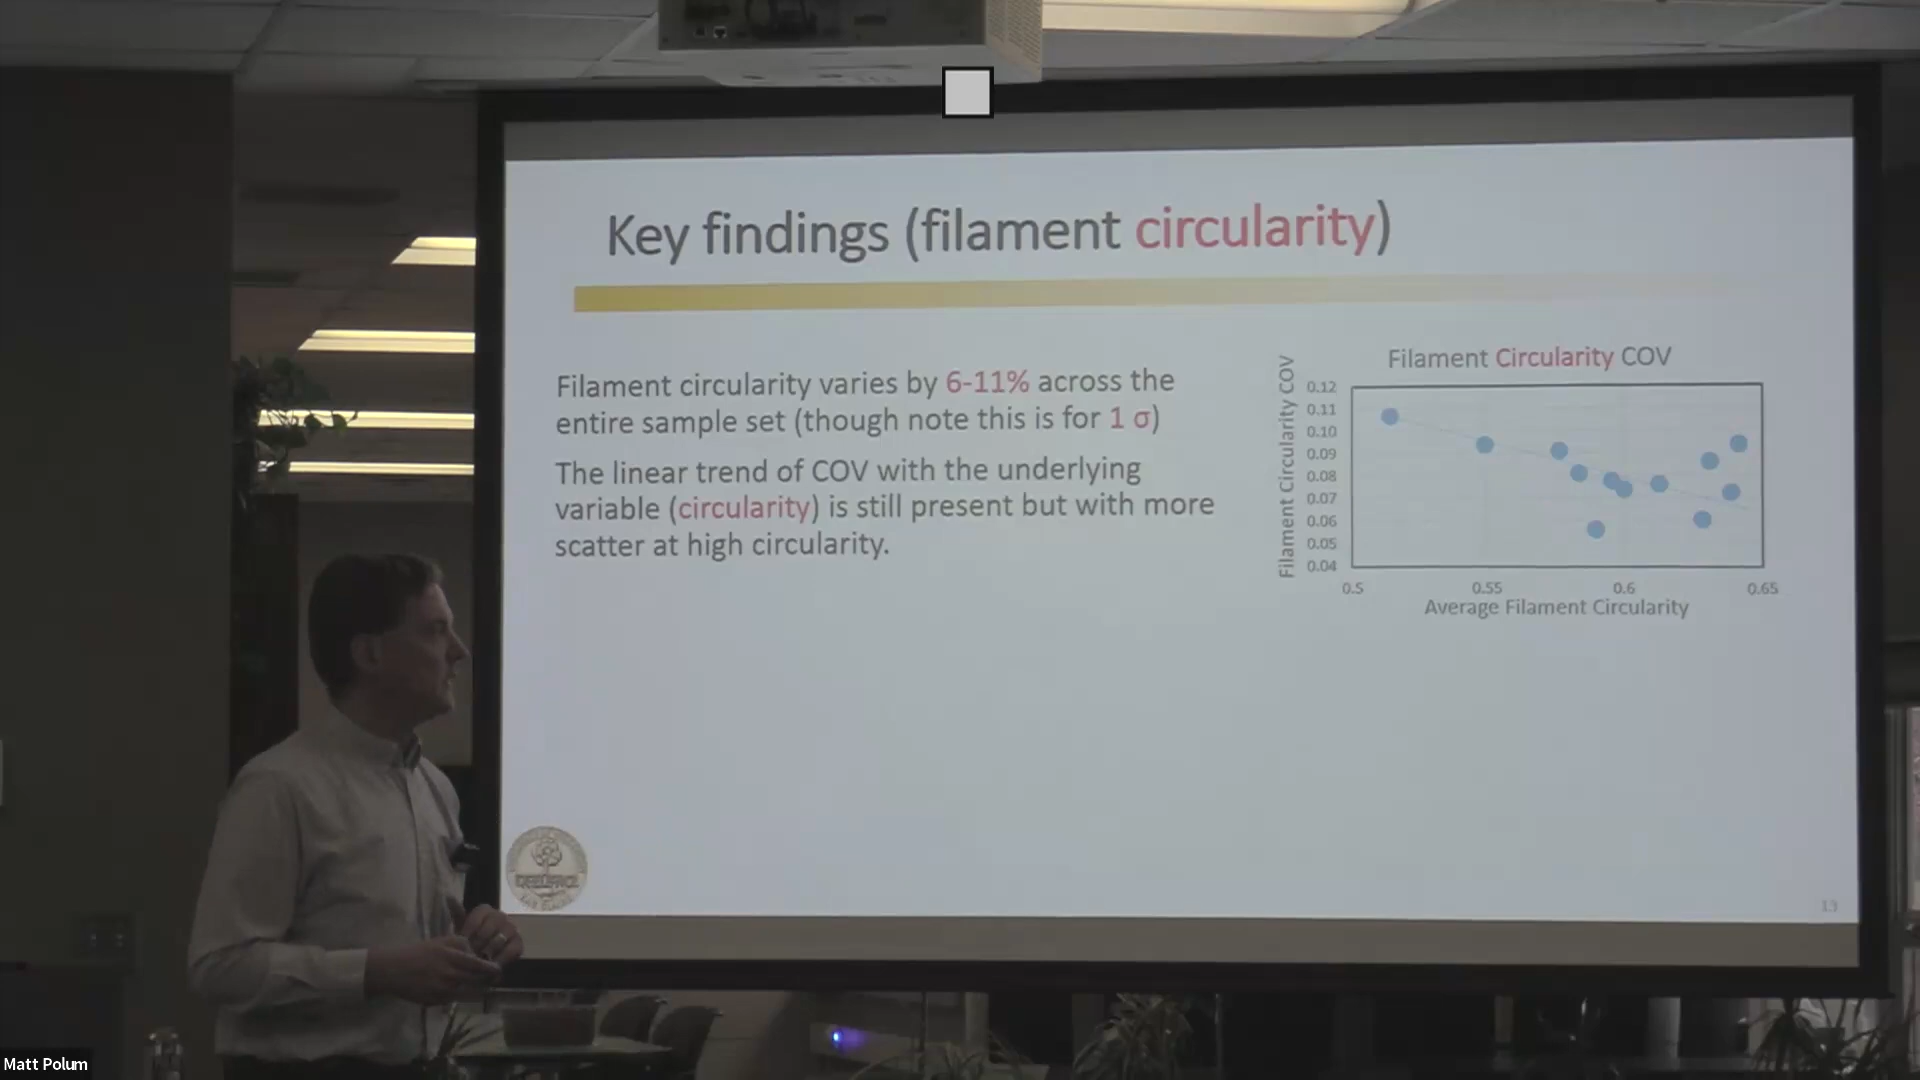 Key findings (filament circularity)
Filament circularity varies by 6-11% across the
entire sample set (though note this is for 1 σ)
The linear trend of COV with the underlying
variable (circularity) is still present but with more
scatter at high circularity.
Filament Circularity COV
Filament Circularity COV
0.12
0.11
0.10
0.09
0.08
0.07
0.06
0.05
0.04
0.5 0.55 0.6 0.65
Average Filament Circularity
13
Matt Polum